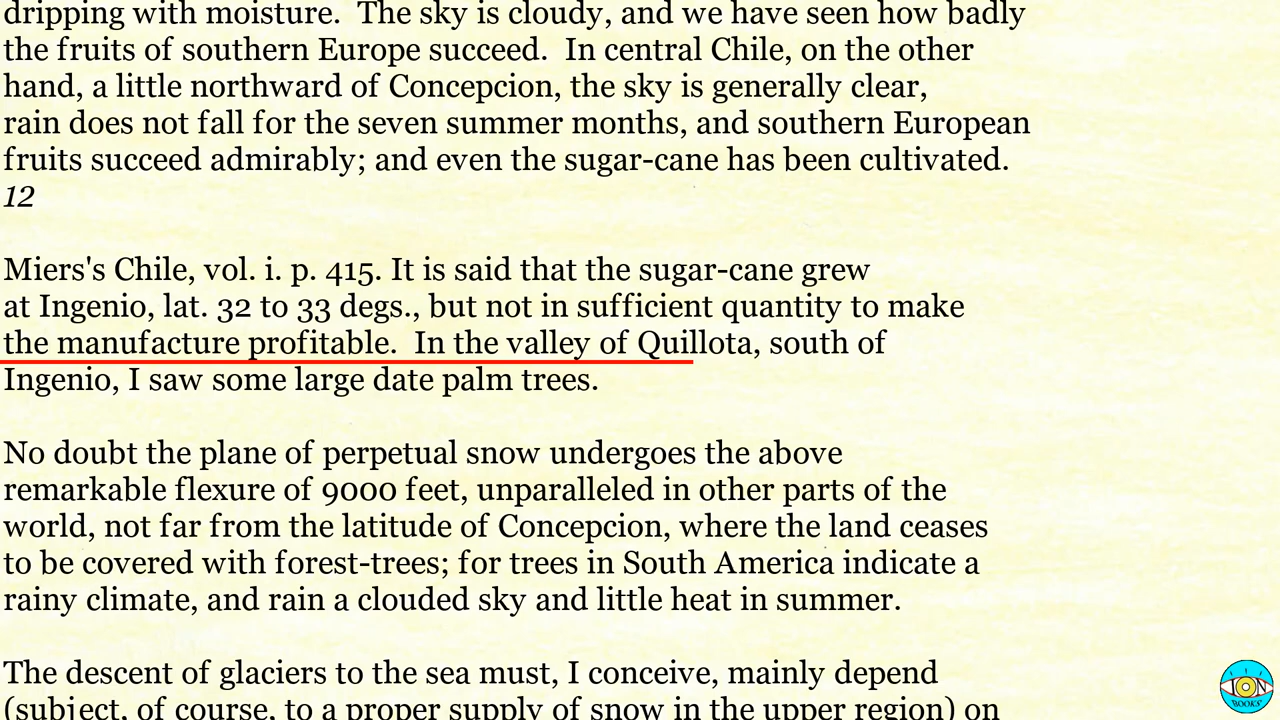 dripping with moisture.  The sky is cloudy, and we have seen how badly
the fruits of southern Europe succeed.  In central Chile, on the other
hand, a little northward of Concepcion, the sky is generally clear,
rain does not fall for the seven summer months, and southern European
fruits succeed admirably; and even the sugar-cane has been cultivated.
12
Miers's Chile, vol. i. p. 415. It is said that the sugar-cane grew
at Ingenio, lat. 32 to 33 degs., but not in sufficient quantity to make
the manufacture profitable.  In the valley of Quillota, south of
Ingenio, I saw some large date palm trees.
No doubt the plane of perpetual snow undergoes the above
remarkable flexure of 9000 feet, unparalleled in other parts of the
world, not far from the latitude of Concepcion, where the land ceases
to be covered with forest-trees; for trees in South America indicate a
rainy climate, and rain a clouded sky and little heat in summer.
The descent of glaciers to the sea must, I conceive, mainly depend
(subject, of course, to a proper supply of snow in the upper region) on
ION
BOOKS